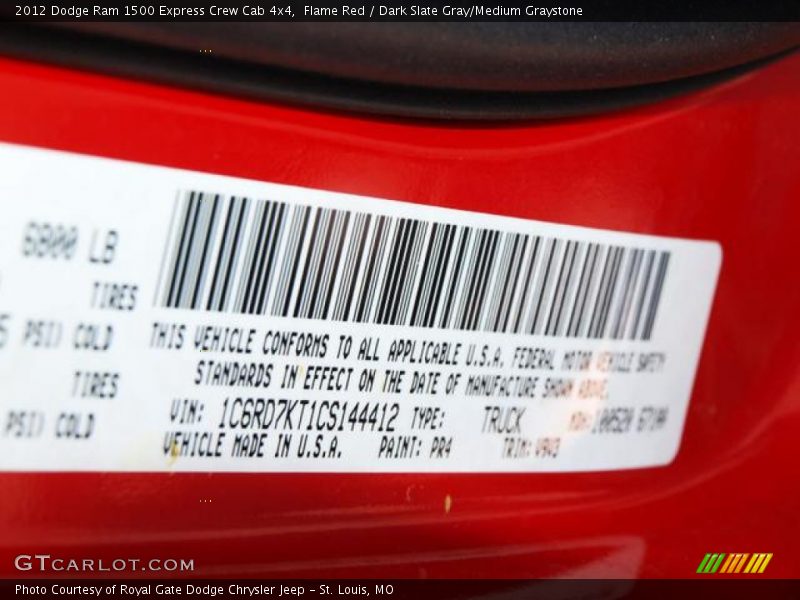 2012 Dodge Ram 1500 Express Crew Cab 4x4, Flame Red / Dark Slate Gray/Medium Graystone
6800 LB
TIRES
PSI) COLD
TIRES
PSI) COLD
THIS VEHICLE CONFORMS TO ALL APPLICABLE U.S.A. FEDERAL MOTOR VEHICLE SAFETY
STANDARDS IN EFFECT ON THE DATE OF MANUFACTURE SHOWN ABOVE.
VIN: 1C6RD7KT1CS144412 TYPE: TRUCK
VEHICLE MADE IN U.S.A. PAINT: PR4 TRIM:
GTCARLOT.COM
Photo Courtesy of Royal Gate Dodge Chrysler Jeep - St. Louis, MO